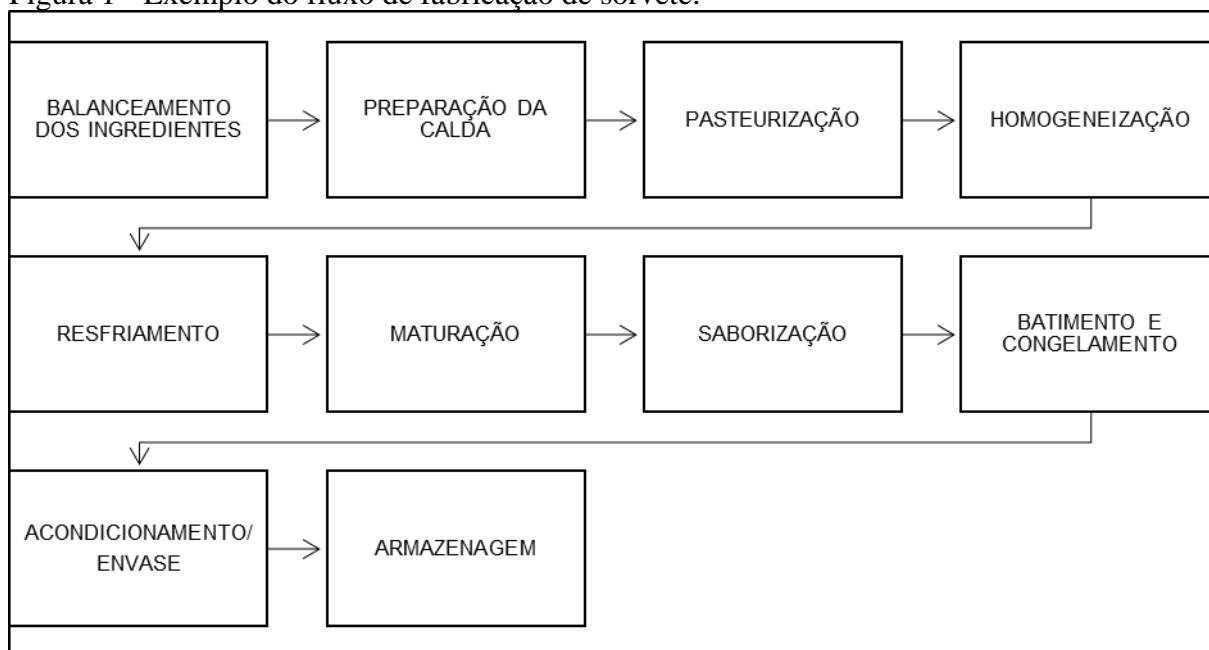 Figura 1 - Exemplo do fluxo de fabricação de sorvete.
BALANCEAMENTO
DOS INGREDIENTES
PREPARAÇÃO DA
CALDA
PASTEURIZAÇÃO
HOMOGENEIZAÇÃO
RESFRIAMENTO
MATURAÇÃO
SABORIZAÇÃO
BATIMENTO E
CONGELAMENTO
ACONDICIONAMENTO/
ENVASE
ARMAZENAGEM